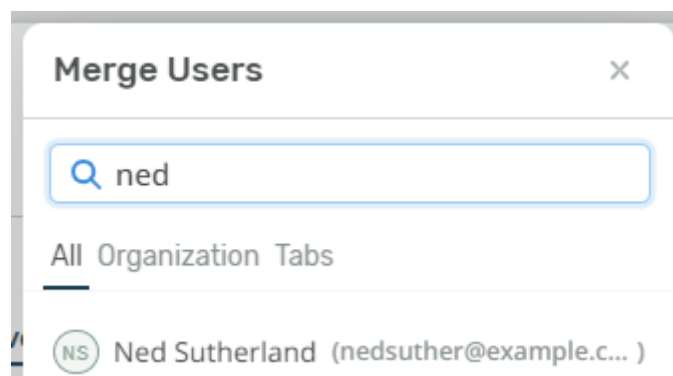 Merge Users
ned
All Organization Tabs
NS Ned Sutherland (nedsuther@example.c... )